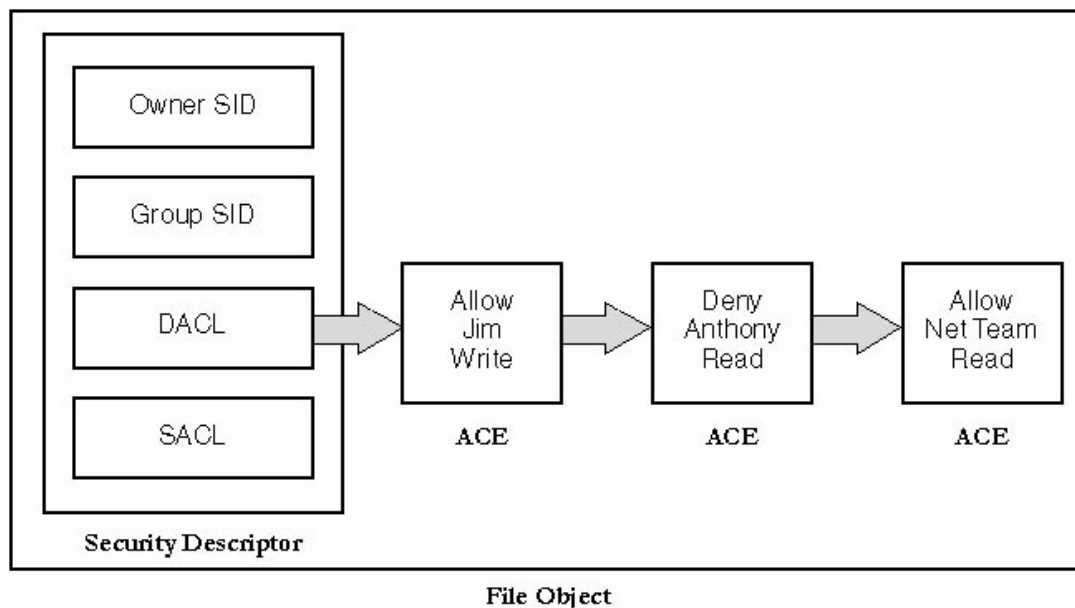 Owner SID
Group SID
DACL
SACL
Security Descriptor
Allow
Jim
Write
ACE
Deny
Anthony
Read
ACE
Allow
Net Team
Read
ACE
File Object